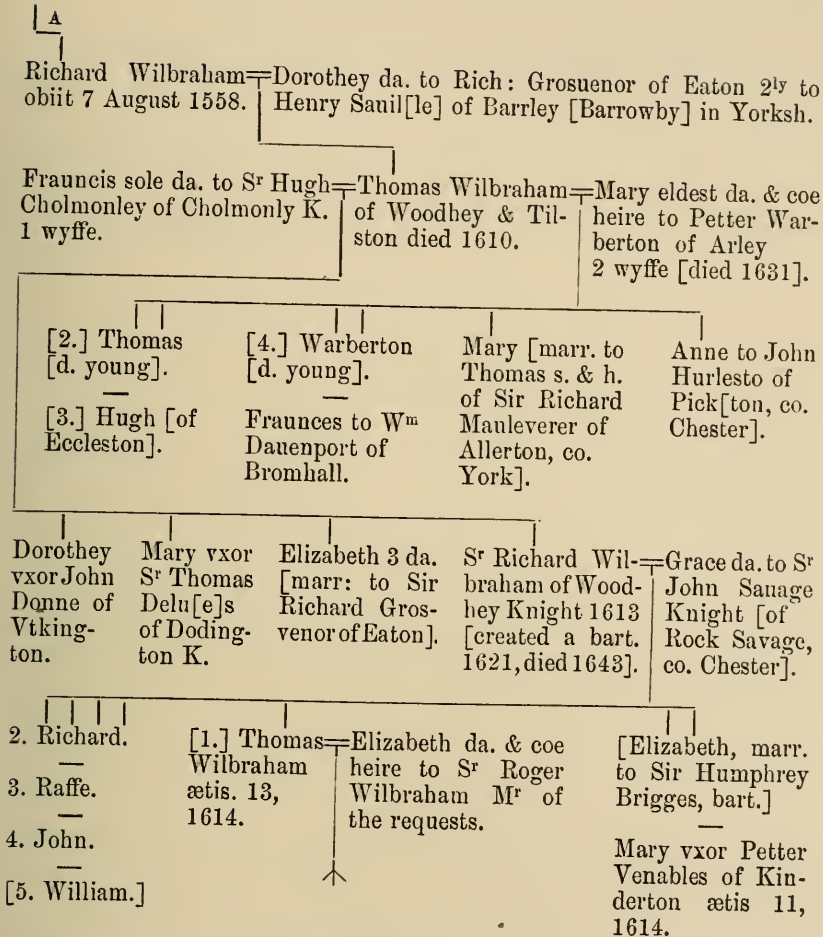 A
Richard Wilbraham=Dorothey da. to Rich: Grosuenor of Eaton 2ly to
obiit 7 August 1558. Henry Sauil[le] of Barrley [Barrowby] in Yorksh.
Frauncis sole da. to Sr Hugh=Thomas Wilbraham=Mary eldest da. & coe
Cholmonley of Cholmonly K. of Woodhey & Til- heire to Petter War-
1 wyffe. ston died 1610. berton of Arley
2 wyffe [died 1631].
[2.] Thomas
[d. young].
—
[3.] Hugh [of
Eccleston].
[4.] Warberton
[d. young].
—
Fraunces to Wm
Dauenport of
Bromhall.
Mary [marr. to
Thomas s. & h.
of Sir Richard
Mauleverer of
Allerton, co.
York].
Anne to John
Hurlesto of
Pick[ton, co.
Chester].
Dorothey
vxor John
Donne of
Vtking-
ton.
Mary vxor
Sr Thomas
Delu[e]s
of Doding-
ton K.
Elizabeth 3 da.
[marr: to Sir
Richard Gros-
venor of Eaton].
Sr Richard Wil-=Grace da. to Sr
braham of Wood- John Sauage
hey Knight 1613 Knight [of
[created a bart. Rock Savage,
1621, died 1643]. co. Chester].
2. Richard.
—
3. Raffe.
—
4. John.
—
[5. William.]
[1.] Thomas=Elizabeth da. & coe
Wilbraham heire to Sr Roger
ætis. 13, Wilbraham Mr of
1614. the requests.
[Elizabeth, marr.
to Sir Humphrey
Brigges, bart.]
—
Mary vxor Petter
Venables of Kin-
derton ætis 11,
1614.